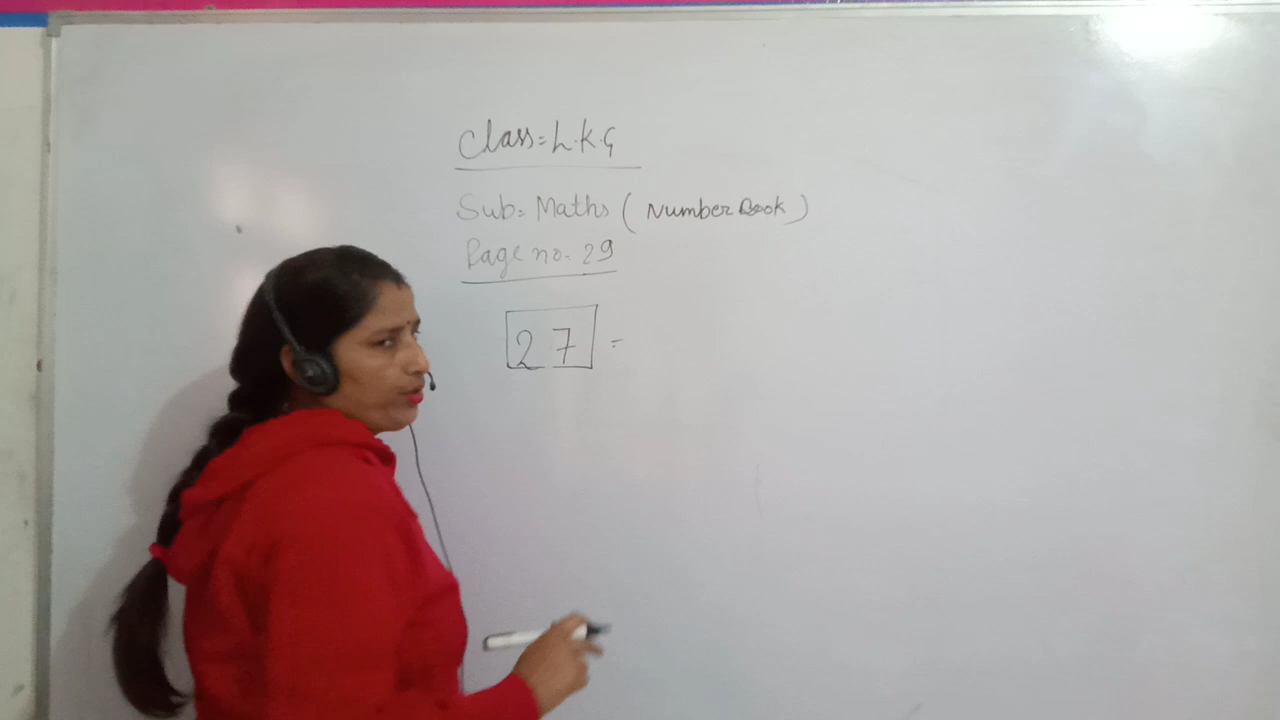 Class = L.K.G
Sub = Maths ( Number Book )
Page no. 29
27 =